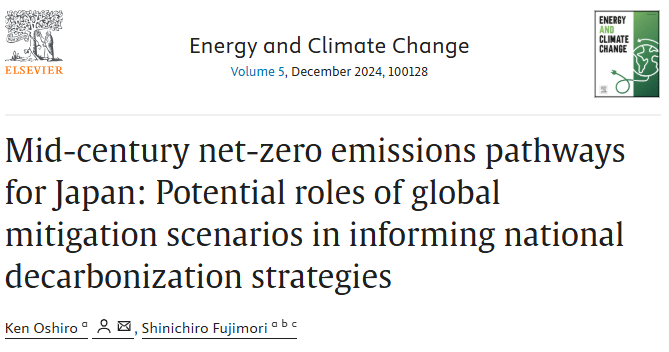 Energy and Climate Change
Volume 5, December 2024, 100128
ELSEVIER
ENERGY
AND
CLIMATE
CHANGE
Mid-century net-zero emissions pathways
for Japan: Potential roles of global
mitigation scenarios in informing national
decarbonization strategies
Ken Oshiro a, Shinichiro Fujimori a b c